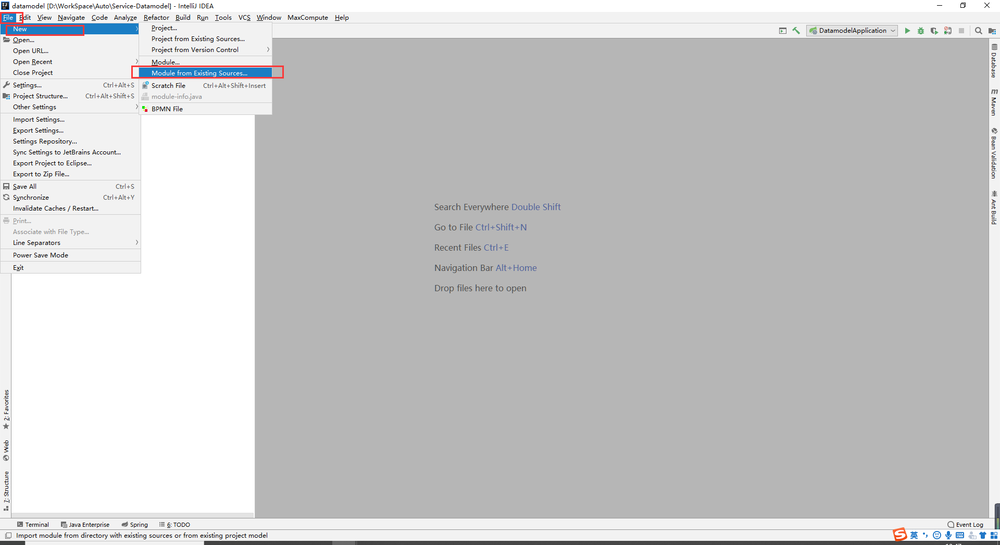 datamodel [D:\WorkSpace\Auto\Service-Datamodel] - IntelliJ IDEA
File Edit View Navigate Code Analyze Refactor Build Run Tools VCS Window MaxCompute Help
DatamodelApplication
New
Open...
Open URL...
Open Recent
Close Project
Settings... Ctrl+Alt+S
Project Structure... Ctrl+Alt+Shift+S
Other Settings
Import Settings...
Export Settings...
Settings Repository...
Sync Settings to JetBrains Account...
Export Project to Eclipse...
Export to Zip File...
Save All Ctrl+S
Synchronize Ctrl+Alt+Y
Invalidate Caches / Restart...
Print...
Associate with File Type...
Line Separators
Power Save Mode
Exit
Project...
Project from Existing Sources...
Project from Version Control
Module...
Module from Existing Sources...
Scratch File Ctrl+Alt+Shift+Insert
module-info.java
BPMN File
Search Everywhere Double Shift
Go to File Ctrl+Shift+N
Recent Files Ctrl+E
Navigation Bar Alt+Home
Drop files here to open
Database
Maven
Bean Validation
Ant Build
2: Favorites
Web
7: Structure
Terminal Java Enterprise Spring 6: TODO Event Log
Import module from directory with existing sources or from existing project model
英